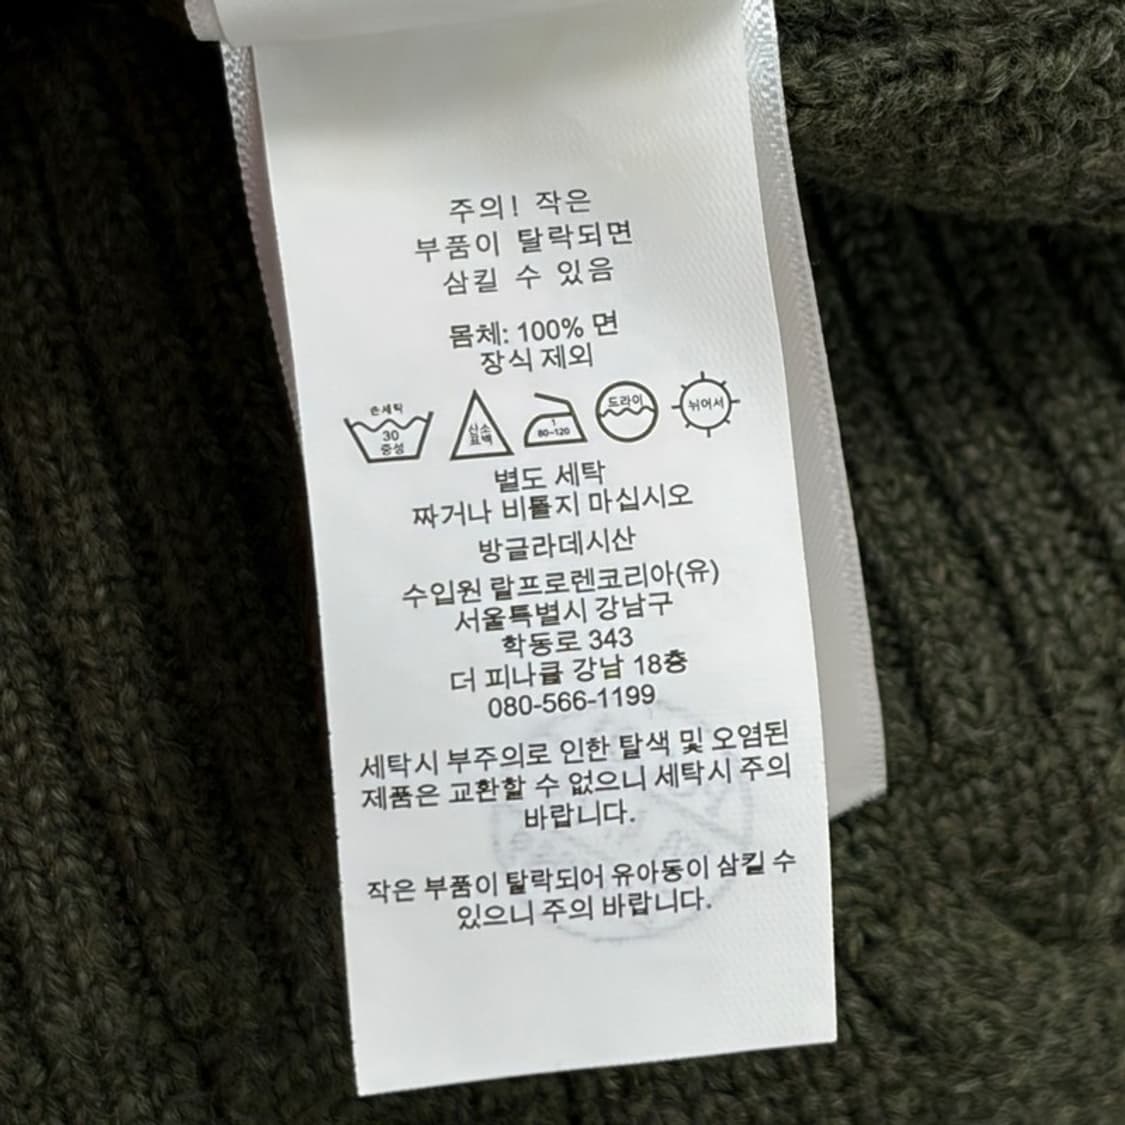 주의! 작은
부품이 탈락되면
삼킬 수 있음
몸체: 100% 면
장식 제외
손세탁
30
중성
산소
표백
1
80~120
드라이
뉘어서
별도 세탁
짜거나 비틀지 마십시오
방글라데시산
수입원 랄프로렌코리아(유)
서울특별시 강남구
학동로 343
더 피나클 강남 18층
080-566-1199
세탁시 부주의로 인한 탈색 및 오염된
제품은 교환할 수 없으니 세탁시 주의
바랍니다.
작은 부품이 탈락되어 유아동이 삼킬 수
있으니 주의 바랍니다.